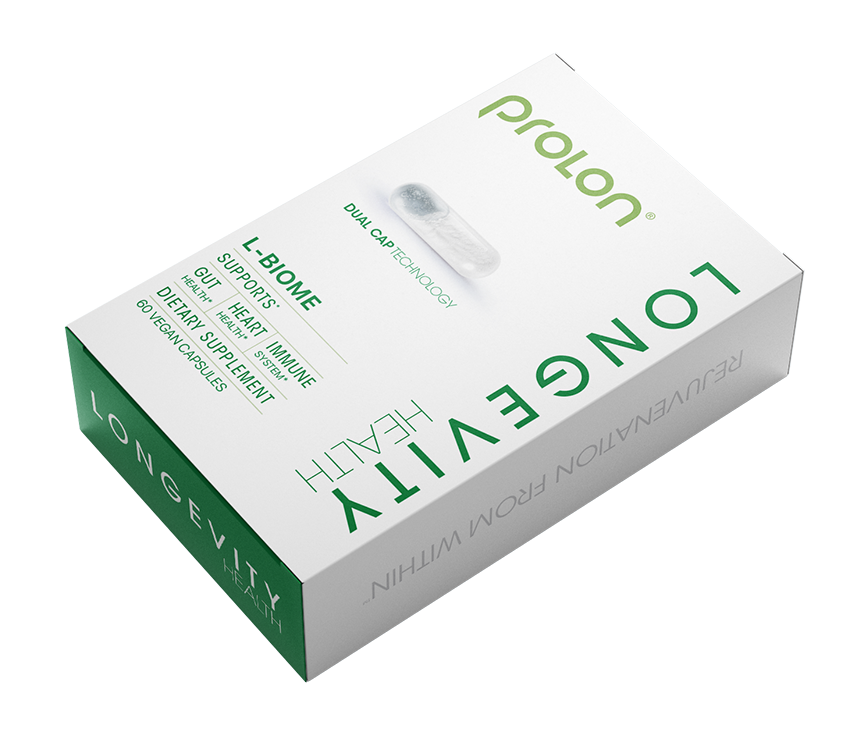 PROLON®
LONGEVITY
HEALTH
DUAL CAP TECHNOLOGY
L-BIOME
SUPPORTS*
GUT HEALTH*
HEART HEALTH*
IMMUNE SYSTEM*
DIETARY SUPPLEMENT
60 VEGAN CAPSULES
LONGEVITY
HEALTH
REJUVENATION FROM WITHIN™